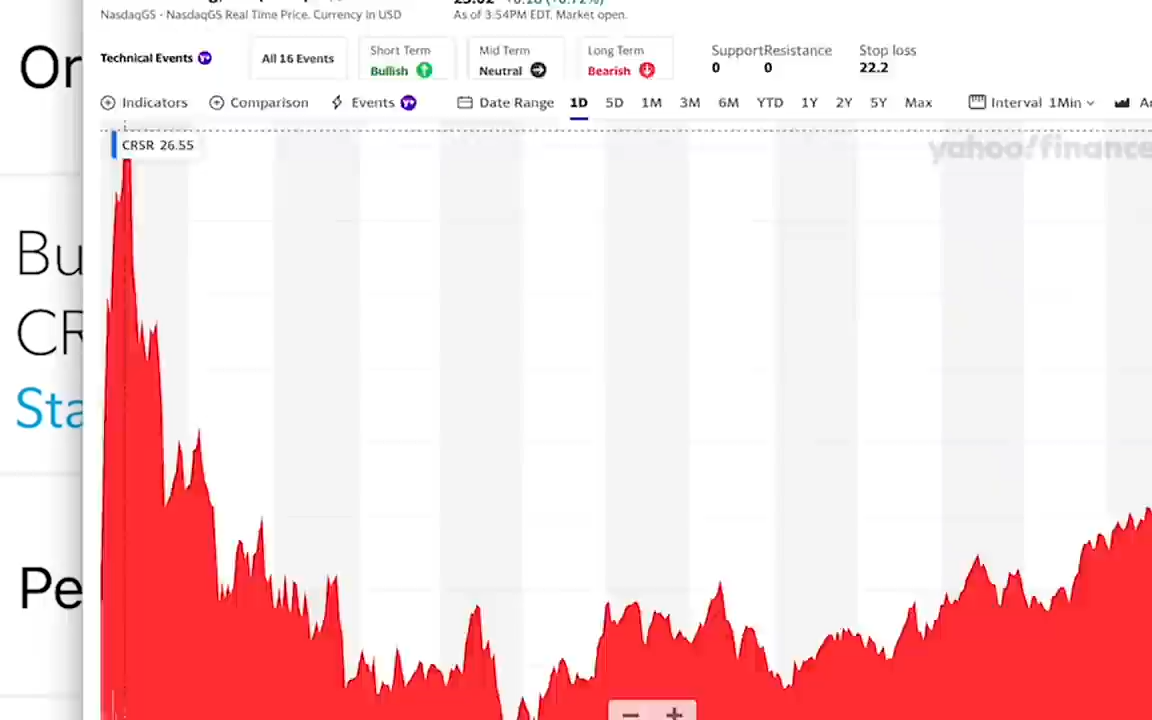 NasdaqGS - NasdaqGS Real Time Price. Currency in USD
As of 3:54PM EDT. Market open.
Technical Events Y+
All 16 Events
Short Term
Bullish
Mid Term
Neutral
Long Term
Bearish
SupportResistance
0 0
Stop loss
22.2
Indicators Comparison Events Y+ Date Range 1D 5D 1M 3M 6M YTD 1Y 2Y 5Y Max Interval 1Min
CRSR 26.55
yahoo!finance
Or
Bu
CR
Sta
Pe